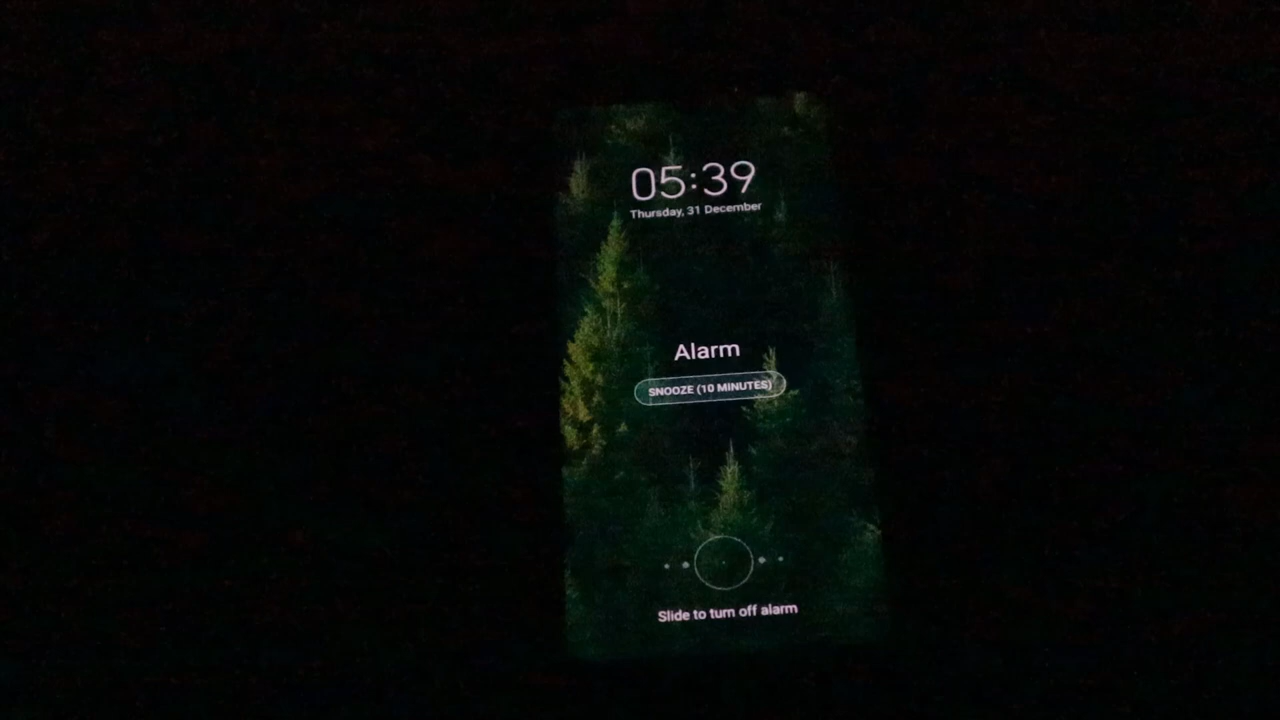 05:39
Thursday, 31 December
Alarm
SNOOZE (10 MINUTES)
Slide to turn off alarm